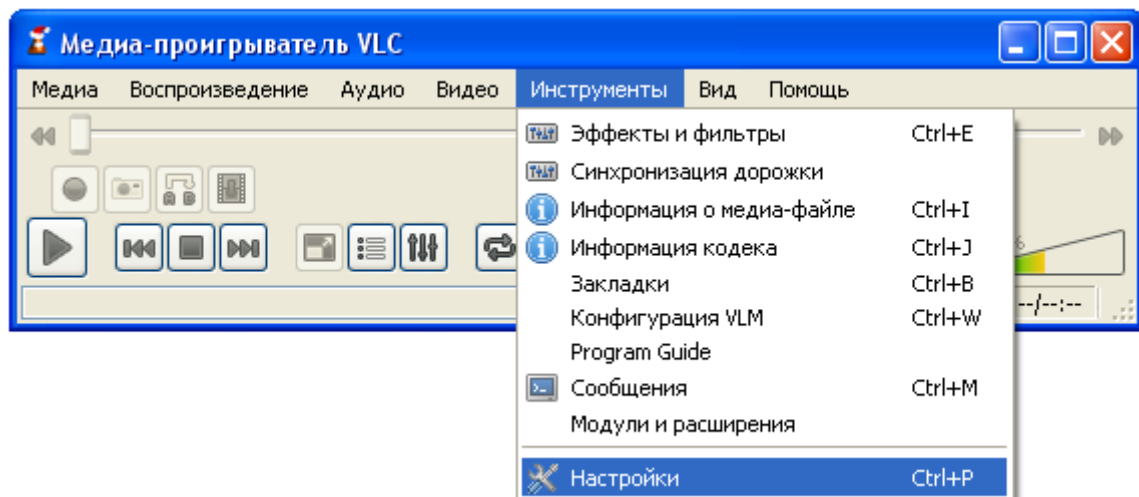 Медиа-проигрыватель VLC
Медиа Воспроизведение Аудио Видео Инструменты Вид Помощь
Эффекты и фильтры Ctrl+E
Синхронизация дорожки
Информация о медиа-файле Ctrl+I
Информация кодека Ctrl+J
Закладки Ctrl+B
Конфигурация VLM Ctrl+W
--/--:--
Program Guide
Сообщения Ctrl+M
Модули и расширения
Настройки Ctrl+P